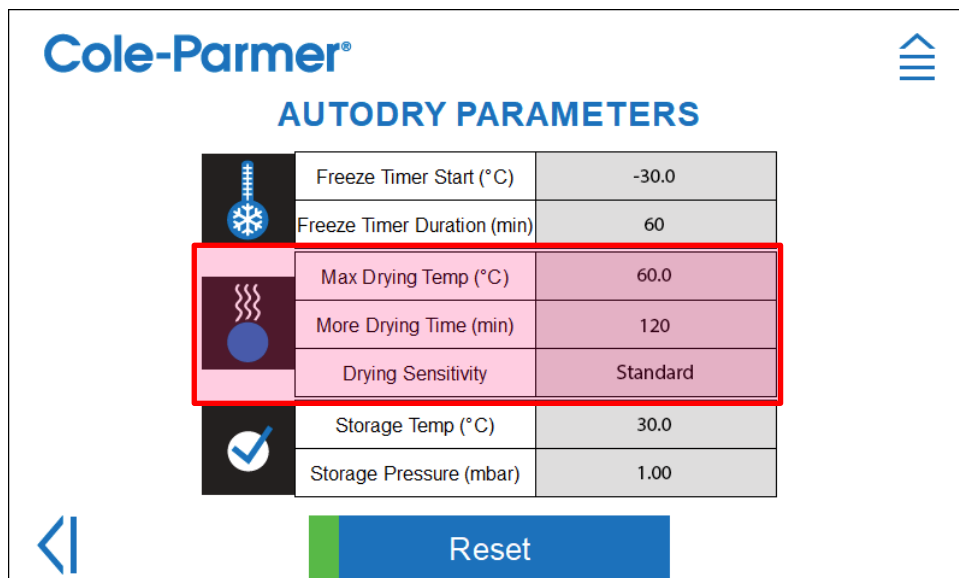 Cole-Parmer®
AUTODRY PARAMETERS
Freeze Timer Start (°C) -30.0
Freeze Timer Duration (min) 60
Max Drying Temp (°C) 60.0
More Drying Time (min) 120
Drying Sensitivity Standard
Storage Temp (°C) 30.0
Storage Pressure (mbar) 1.00
Reset